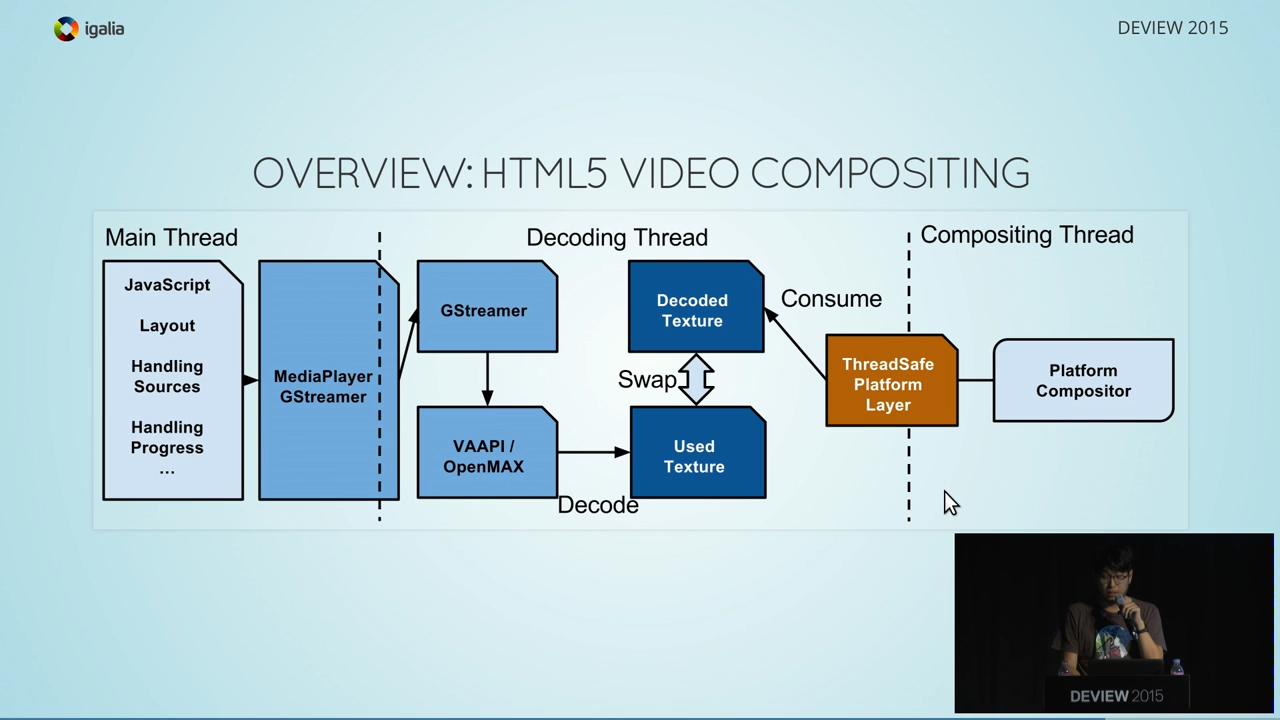 igalia
DEVIEW 2015
OVERVIEW: HTML5 VIDEO COMPOSITING
Main Thread
Decoding Thread
Compositing Thread
JavaScript
Layout
Handling
Sources
Handling
Progress
...
MediaPlayer
GStreamer
GStreamer
VAAPI /
OpenMAX
Decode
Decoded
Texture
Swap
Used
Texture
Consume
ThreadSafe
Platform
Layer
Platform
Compositor
DEVIEW 2015